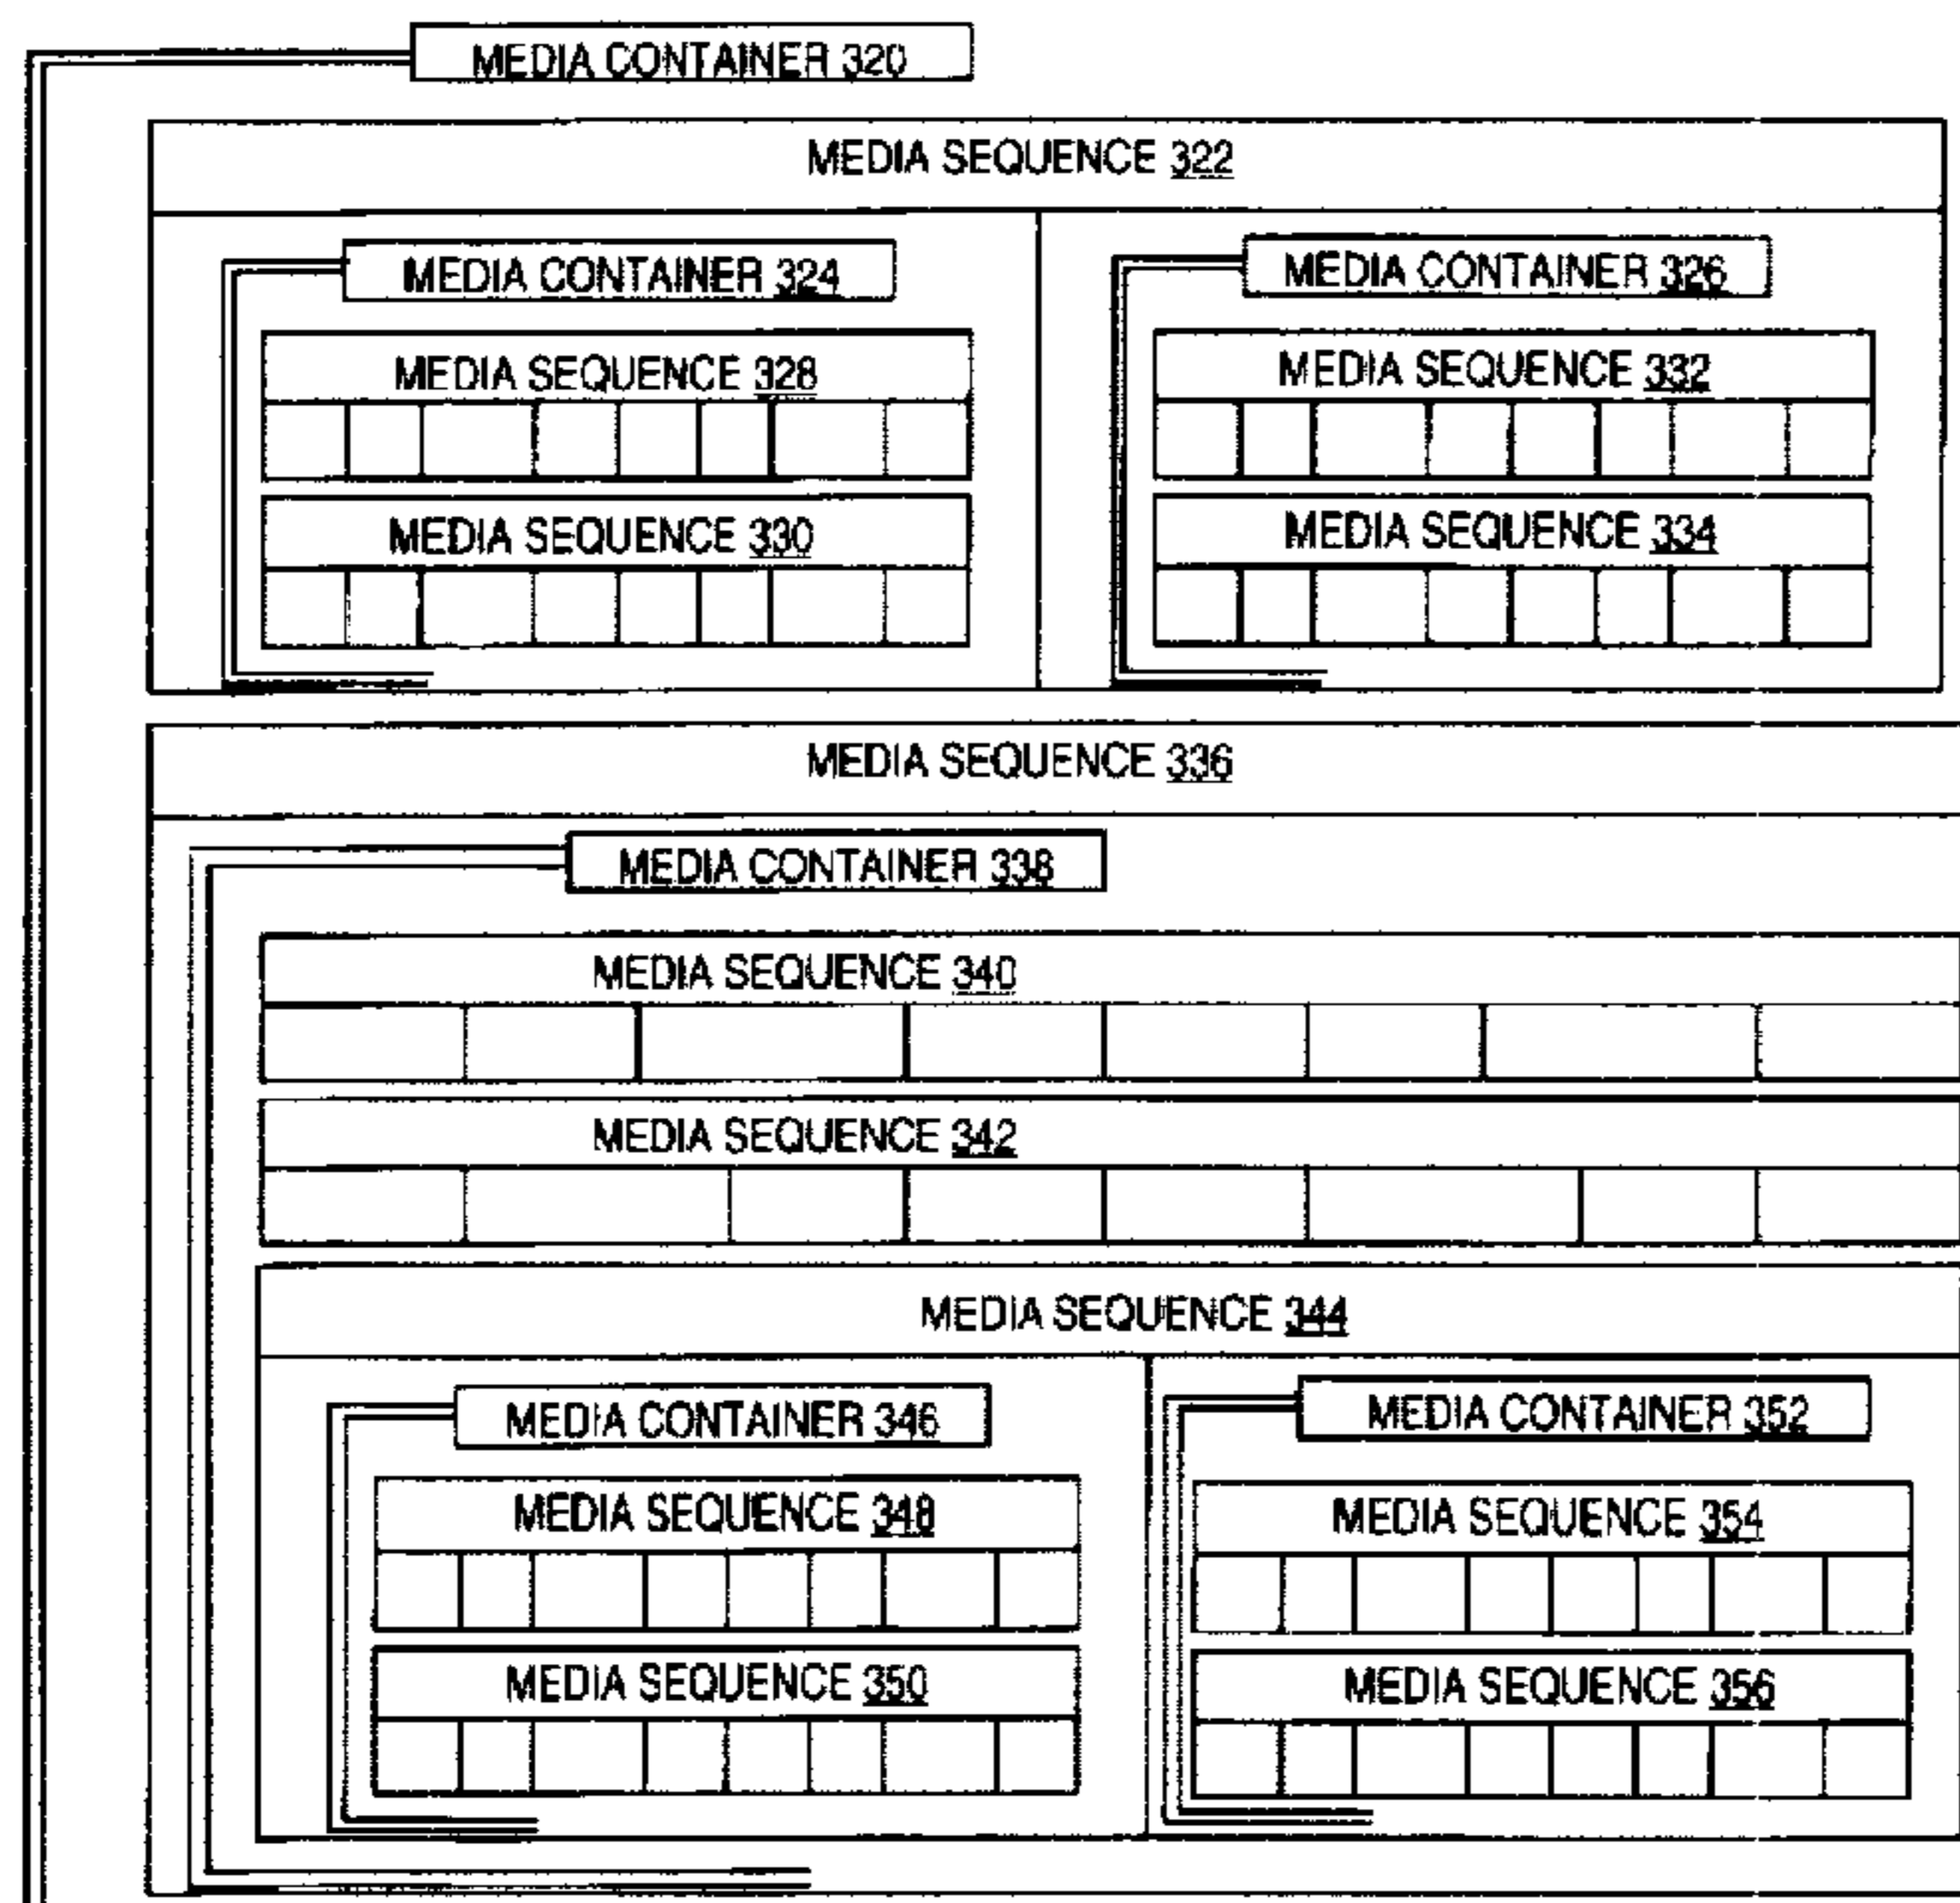 MEDIA CONTAINER 320
MEDIA SEQUENCE 322
MEDIA CONTAINER 324
MEDIA CONTAINER 326
MEDIA SEQUENCE 328
MEDIA SEQUENCE 332
MEDIA SEQUENCE 330
MEDIA SEQUENCE 334
MEDIA SEQUENCE 336
MEDIA CONTAINER 338
MEDIA SEQUENCE 340
MEDIA SEQUENCE 342
MEDIA SEQUENCE 344
MEDIA CONTAINER 346
MEDIA CONTAINER 352
MEDIA SEQUENCE 348
MEDIA SEQUENCE 354
MEDIA SEQUENCE 350
MEDIA SEQUENCE 356